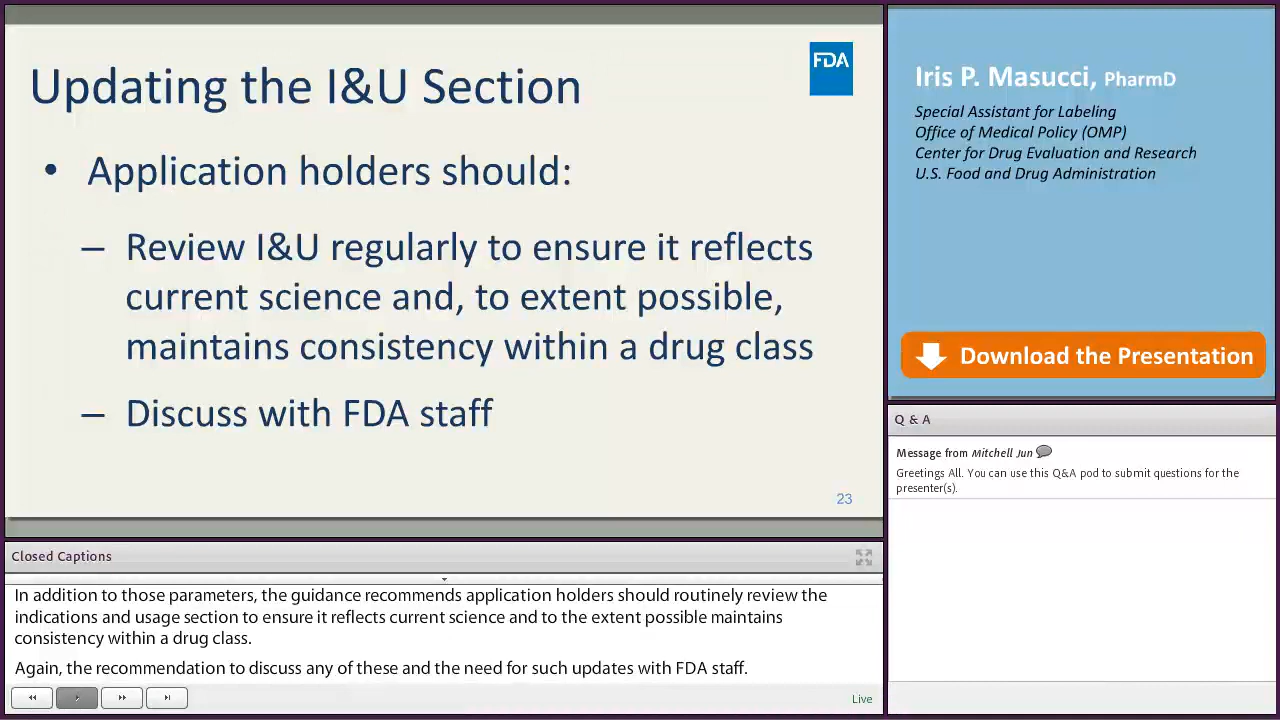 Updating the I&U Section
FDA
• Application holders should:
– Review I&U regularly to ensure it reflects
current science and, to extent possible,
maintains consistency within a drug class
– Discuss with FDA staff
23
Iris P. Masucci, PharmD
Special Assistant for Labeling
Office of Medical Policy (OMP)
Center for Drug Evaluation and Research
U.S. Food and Drug Administration
Download the Presentation
Q & A
Message from Mitchell Jun
Greetings All. You can use this Q&A pod to submit questions for the
presenter(s).
Closed Captions
In addition to those parameters, the guidance recommends application holders should routinely review the
indications and usage section to ensure it reflects current science and to the extent possible maintains
consistency within a drug class.
Again, the recommendation to discuss any of these and the need for such updates with FDA staff.
Live